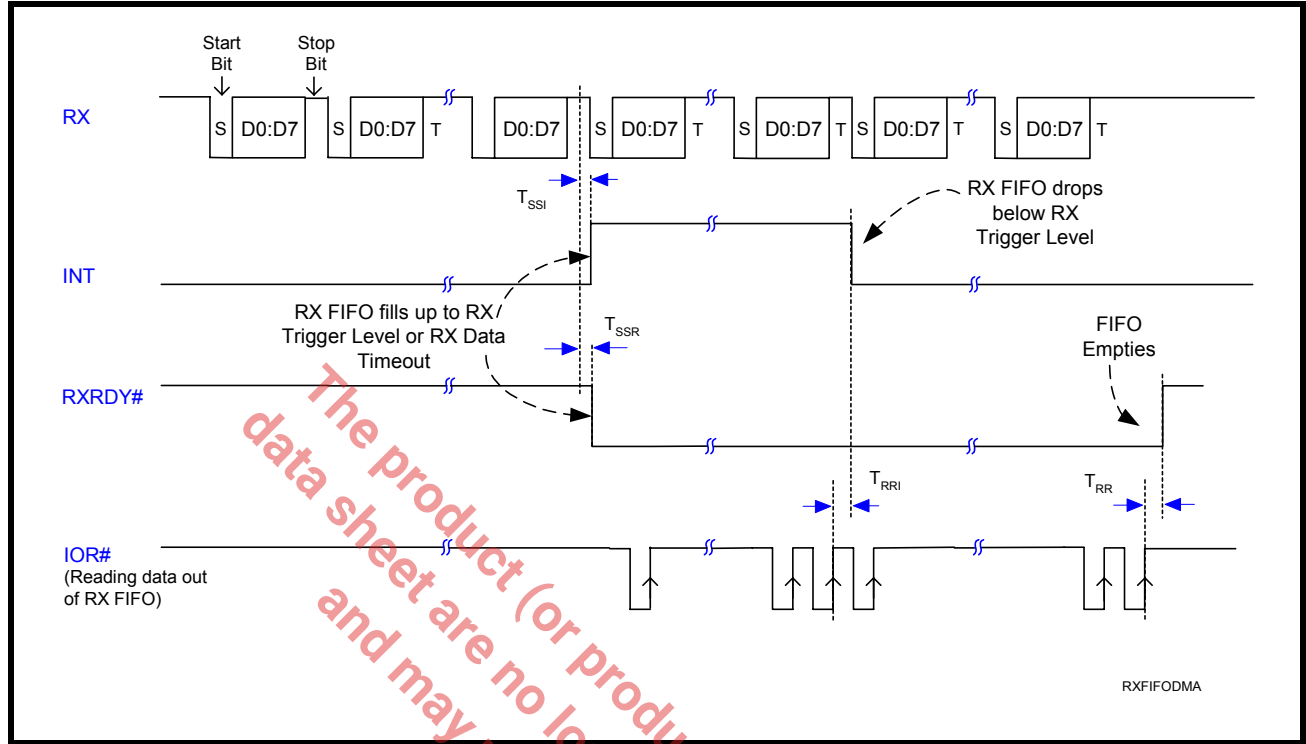 Start
Bit
Stop
Bit
RX
S D0:D7 S D0:D7 T D0:D7 S D0:D7 T S D0:D7 T S D0:D7 T S D0:D7 T
TSSI
RX FIFO drops
below RX
Trigger Level
INT
RX FIFO fills up to RX
Trigger Level or RX Data
Timeout
TSSR
FIFO
Empties
RXRDY#
TRRI
TRR
IOR#
(Reading data out
of RX FIFO)
RXFIFODMA
The product (or produ
data sheet are no lo
and may